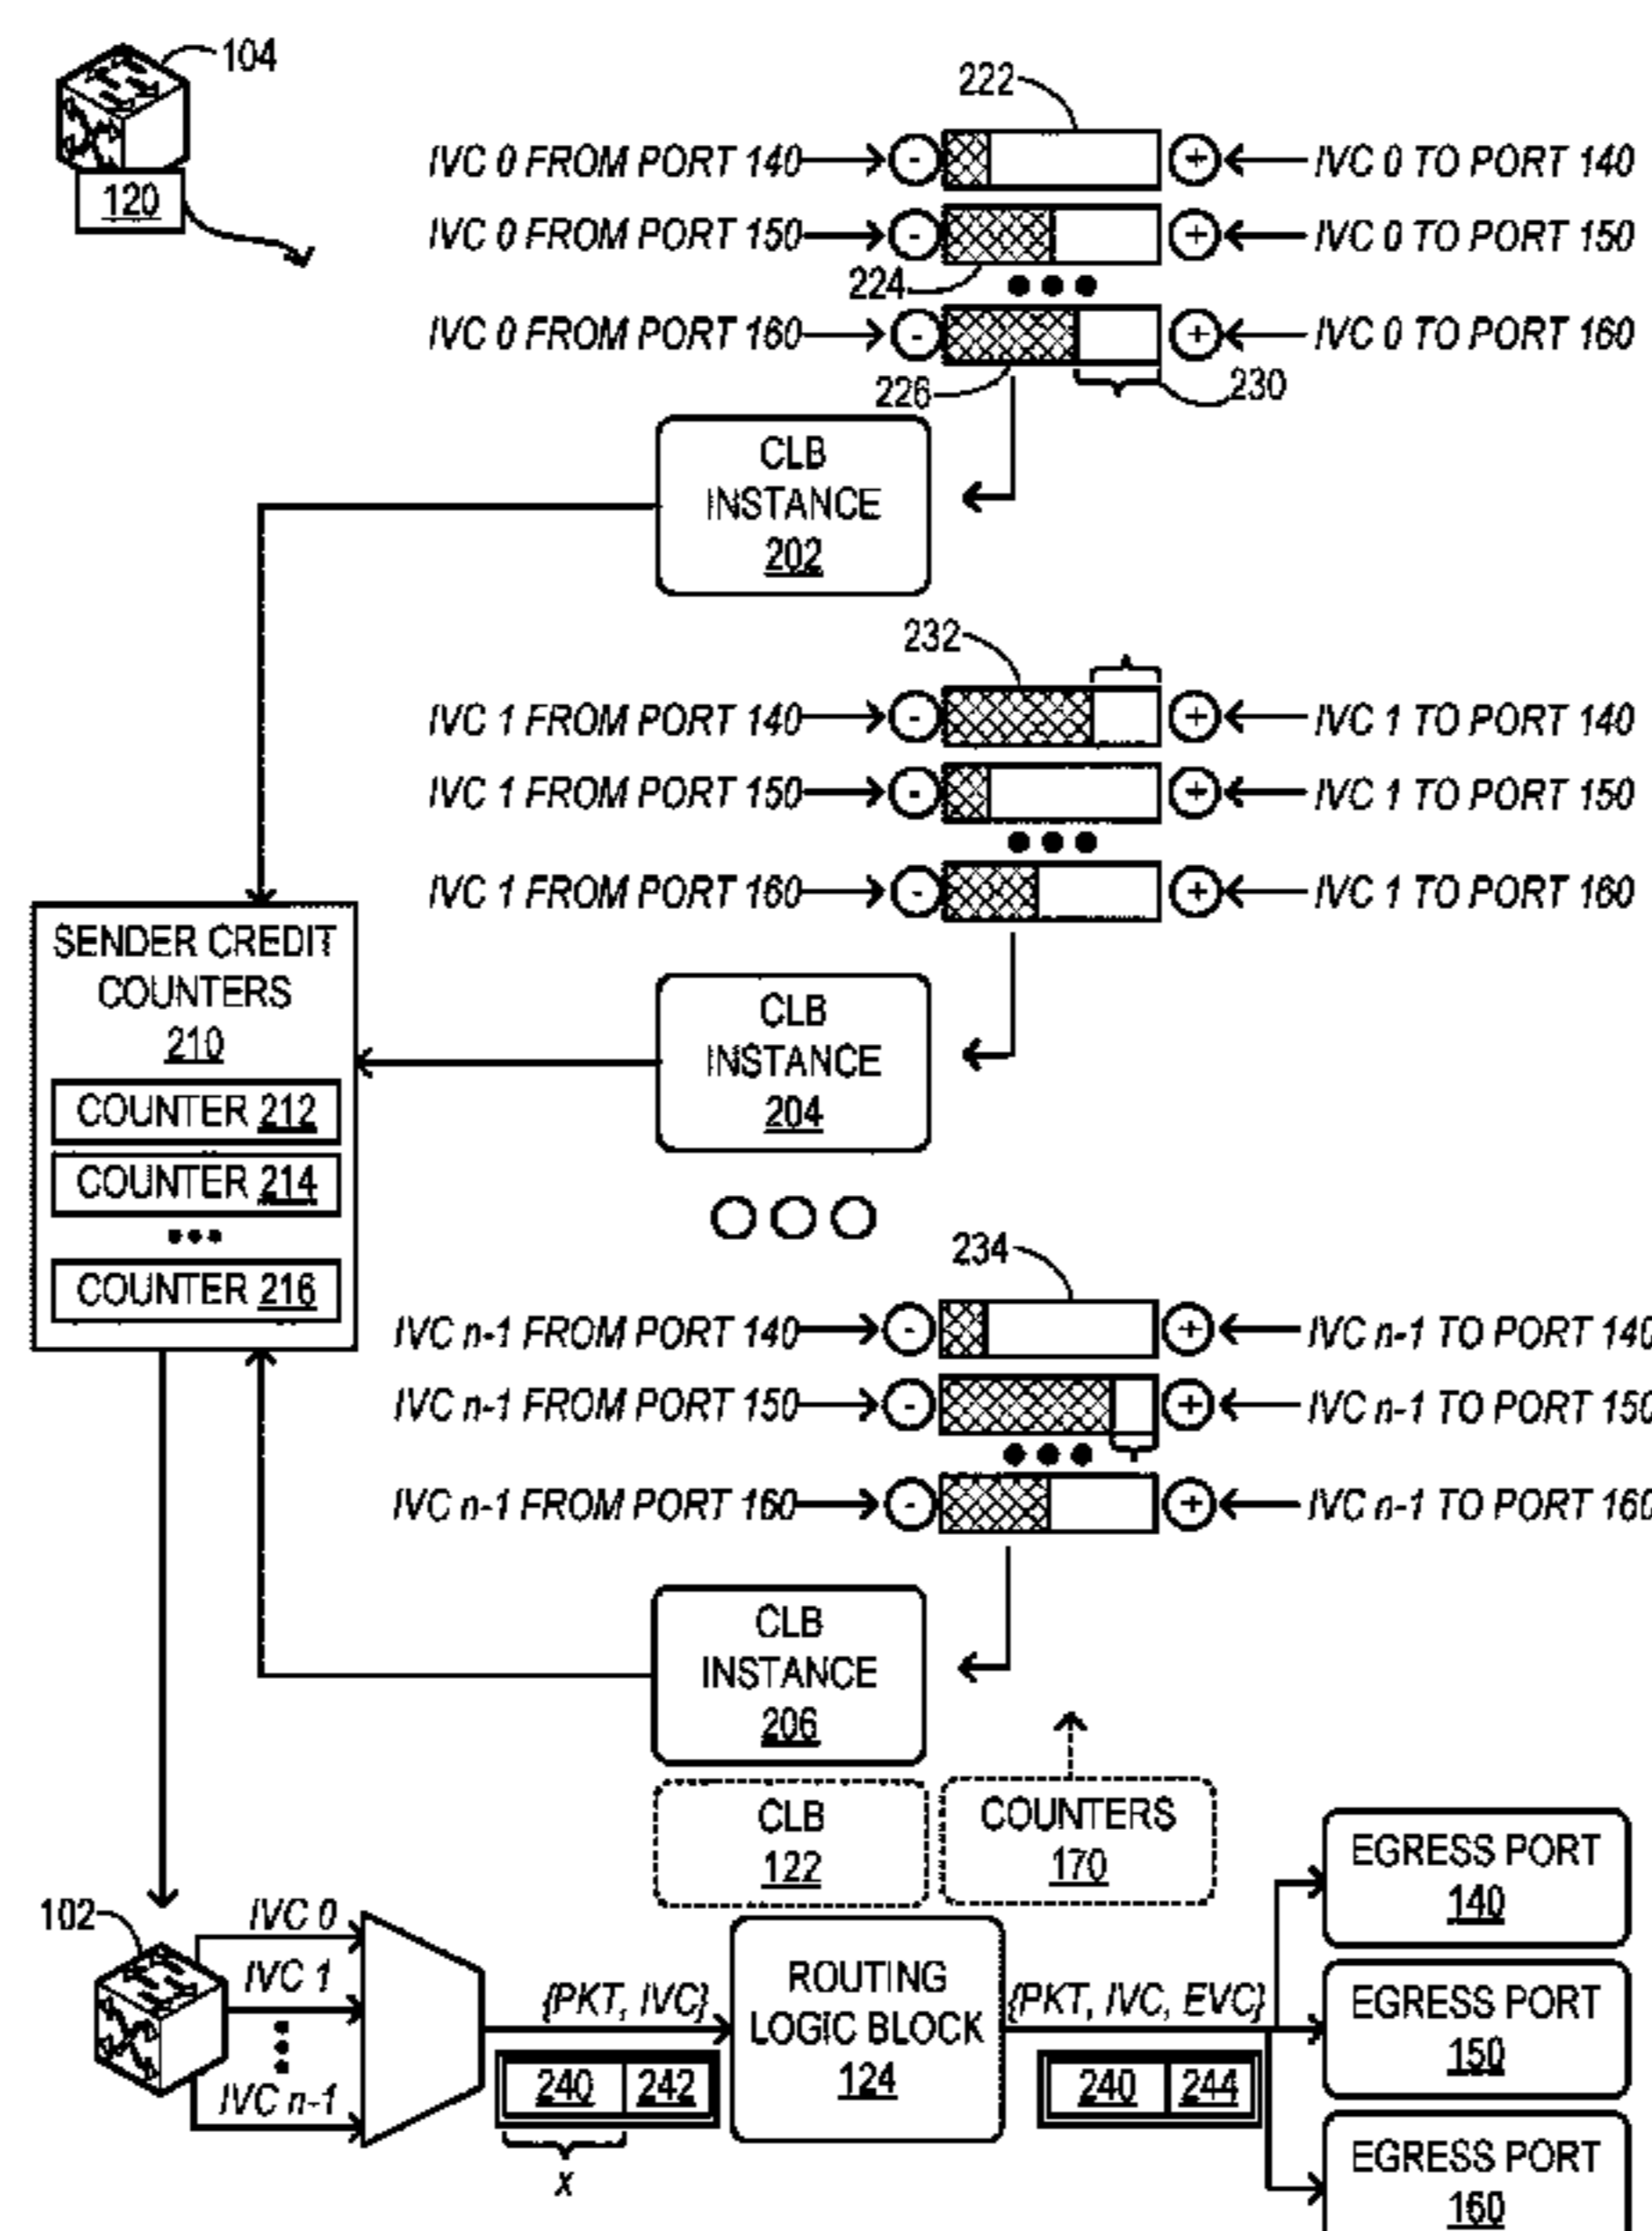 104
120
222
IVC 0 FROM PORT 140 - + IVC 0 TO PORT 140
IVC 0 FROM PORT 150 - + IVC 0 TO PORT 150
224
IVC 0 FROM PORT 160 - + IVC 0 TO PORT 160
226 230
CLB
INSTANCE
202
232
IVC 1 FROM PORT 140 - + IVC 1 TO PORT 140
IVC 1 FROM PORT 150 - + IVC 1 TO PORT 150
IVC 1 FROM PORT 160 - + IVC 1 TO PORT 160
SENDER CREDIT
COUNTERS
210
COUNTER 212
COUNTER 214
COUNTER 216
CLB
INSTANCE
204
234
IVC n-1 FROM PORT 140 - + IVC n-1 TO PORT 140
IVC n-1 FROM PORT 150 - + IVC n-1 TO PORT 150
IVC n-1 FROM PORT 160 - + IVC n-1 TO PORT 160
CLB
INSTANCE
206
CLB
122
COUNTERS
170
102
IVC 0
IVC 1
IVC n-1
{PKT, IVC}
240 242
x
ROUTING
LOGIC BLOCK
124
{PKT, IVC, EVC}
240 244
EGRESS PORT
140
EGRESS PORT
150
EGRESS PORT
160